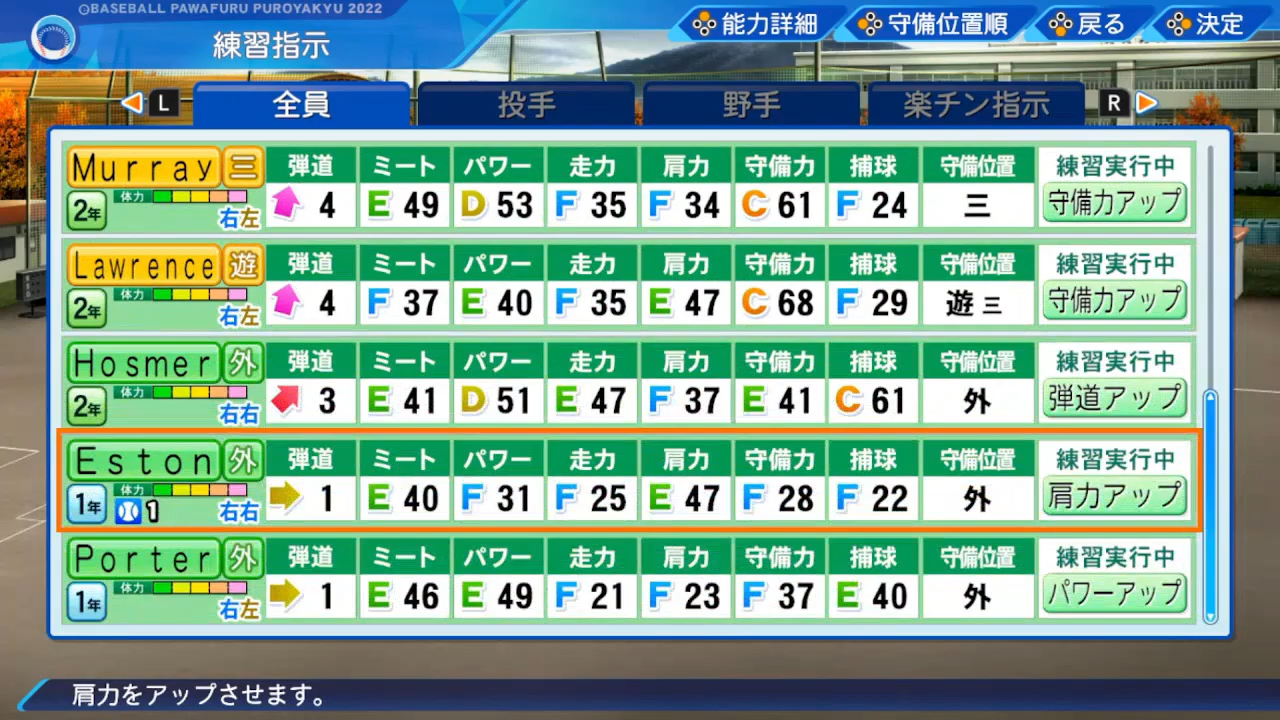 ©BASEBALL PAWAFURU PUROYAKYU 2022
練習指示
能力詳細 守備位置順 戻る 決定
L 全員 投手 野手 楽チン指示 R
Murray 三 弾道 ミート パワー 走力 肩力 守備力 捕球 守備位置 練習実行中
2年 体力 右左 4 E 49 D 53 F 35 F 34 C 61 F 24 三 守備力アップ
Lawrence 遊 弾道 ミート パワー 走力 肩力 守備力 捕球 守備位置 練習実行中
2年 体力 右左 4 F 37 E 40 F 35 E 47 C 68 F 29 遊 三 守備力アップ
Hosmer 外 弾道 ミート パワー 走力 肩力 守備力 捕球 守備位置 練習実行中
2年 体力 右右 3 E 41 D 51 E 47 F 37 E 41 C 61 外 弾道アップ
Eston 外 弾道 ミート パワー 走力 肩力 守備力 捕球 守備位置 練習実行中
1年 体力 1 右右 1 E 40 F 31 F 25 E 47 F 28 F 22 外 肩力アップ
Porter 外 弾道 ミート パワー 走力 肩力 守備力 捕球 守備位置 練習実行中
1年 体力 右左 1 E 46 E 49 F 21 F 23 F 37 E 40 外 パワーアップ
肩力をアップさせます。